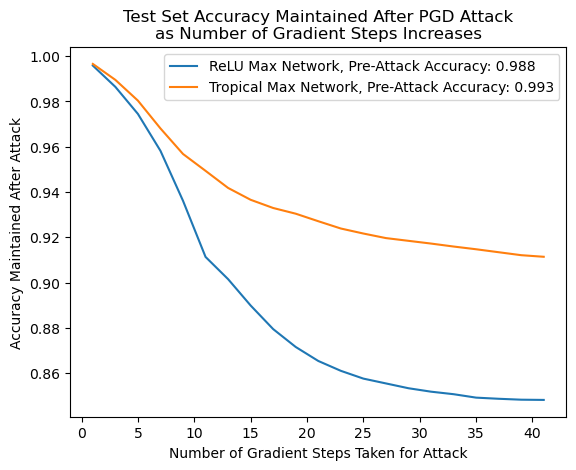 Test Set Accuracy Maintained After PGD Attack
as Number of Gradient Steps Increases
ReLU Max Network, Pre-Attack Accuracy: 0.988
Tropical Max Network, Pre-Attack Accuracy: 0.993
Accuracy Maintained After Attack
1.00
0.98
0.96
0.94
0.92
0.90
0.88
0.86
0 5 10 15 20 25 30 35 40
Number of Gradient Steps Taken for Attack